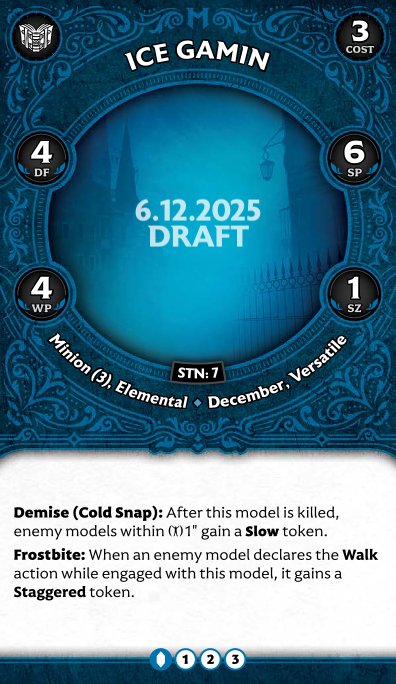 ICE GAMIN
3
COST
4
DF
6
SP
6.12.2025
DRAFT
4
WP
1
SZ
STN: 7
Minion (3), Elemental ◆ December, Versatile
Demise (Cold Snap): After this model is killed,
enemy models within 1" gain a Slow token.
Frostbite: When an enemy model declares the Walk
action while engaged with this model, it gains a
Staggered token.
1 2 3